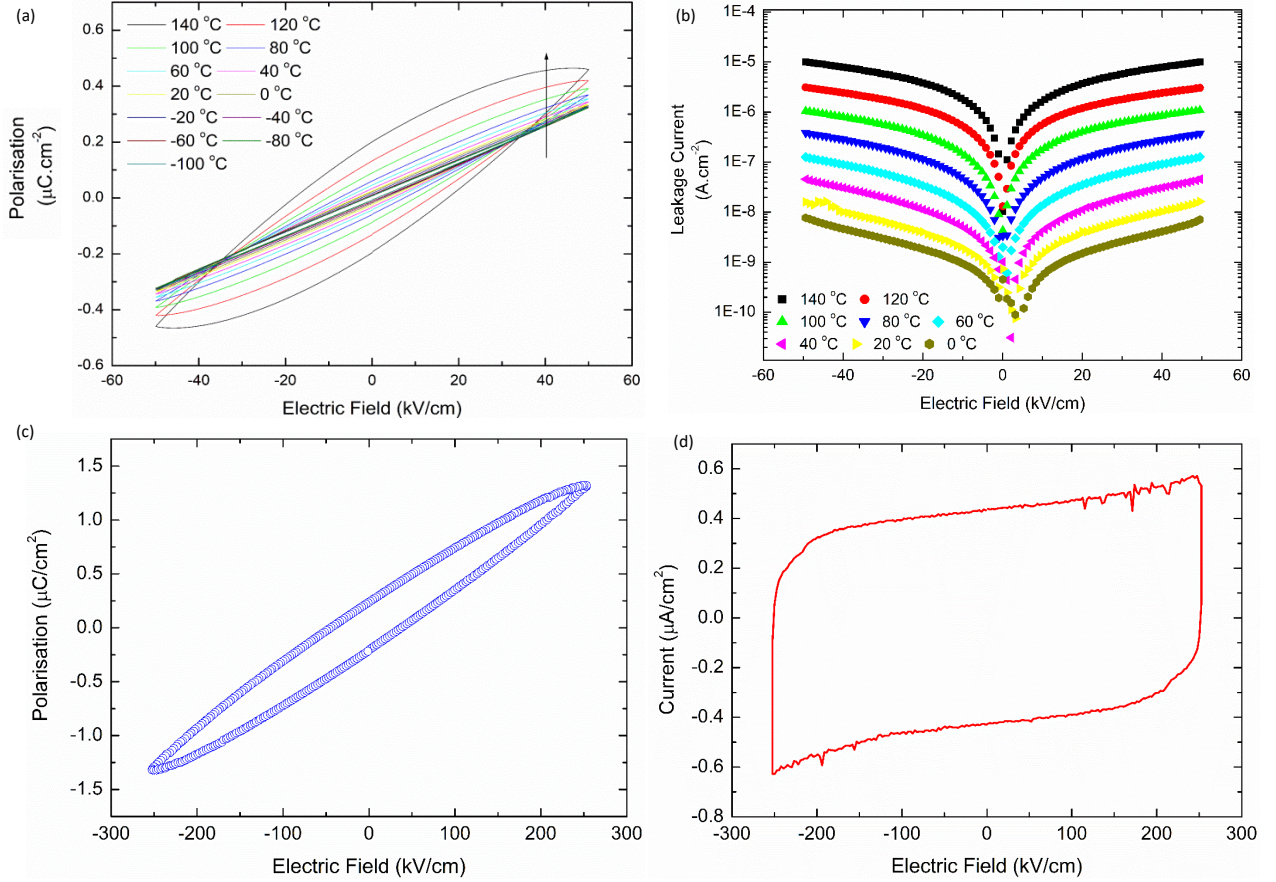 (a)
140 °C 120 °C
100 °C 80 °C
60 °C 40 °C
20 °C 0 °C
-20 °C -40 °C
-60 °C -80 °C
-100 °C
0.6
0.4
0.2
0.0
-0.2
-0.4
-0.6
Polarisation
(μC.cm-2)
-60 -40 -20 0 20 40 60
Electric Field (kV/cm)
(b)
1E-4
1E-5
1E-6
1E-7
1E-8
1E-9
1E-10
Leakage Current
(A.cm-2)
140 °C 120 °C
100 °C 80 °C 60 °C
40 °C 20 °C 0 °C
-60 -40 -20 0 20 40 60
Electric Field (kV/cm)
(c)
1.5
1.0
0.5
0.0
-0.5
-1.0
-1.5
Polarisation (μC/cm2)
-300 -200 -100 0 100 200 300
Electric Field (kV/cm)
(d)
0.6
0.4
0.2
0.0
-0.2
-0.4
-0.6
-0.8
Current (μA/cm2)
-300 -200 -100 0 100 200 300
Electric Field (kV/cm)